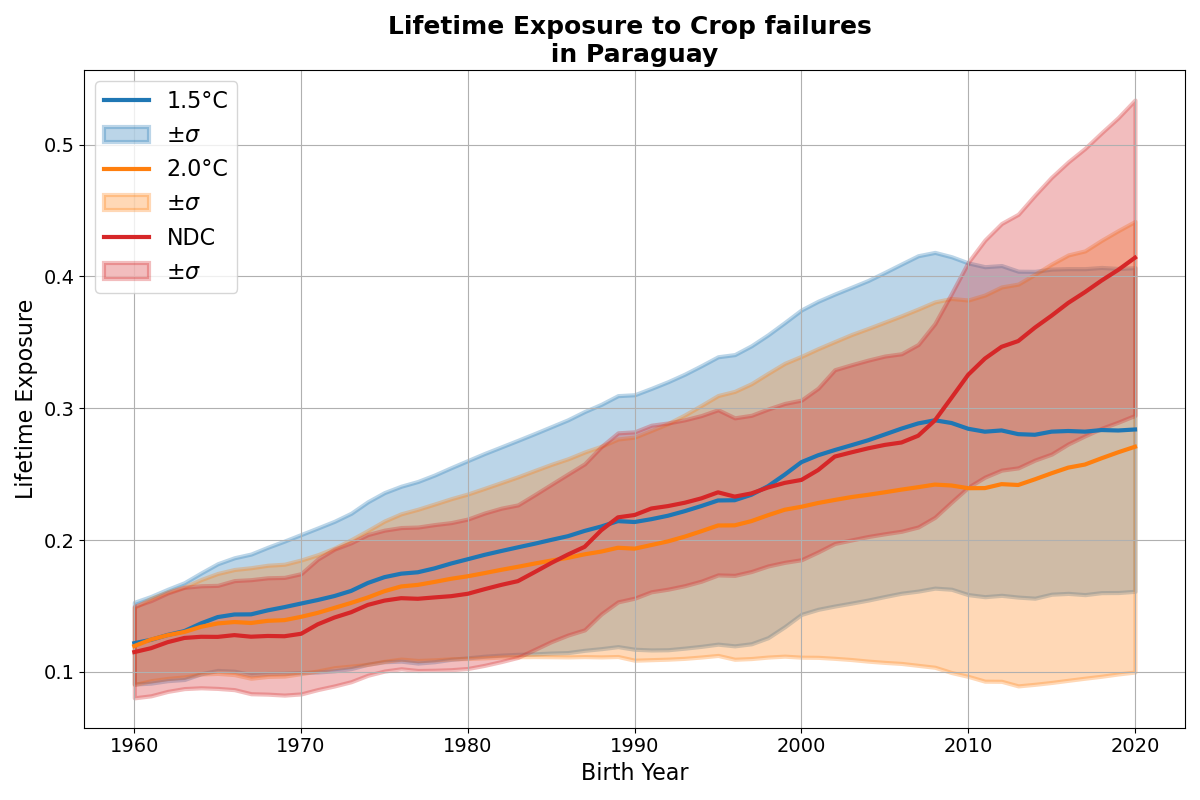 Lifetime Exposure to Crop failures
in Paraguay
1.5°C
±σ
2.0°C
±σ
NDC
±σ
Lifetime Exposure
0.5
0.4
0.3
0.2
0.1
1960 1970 1980 1990 2000 2010 2020
Birth Year